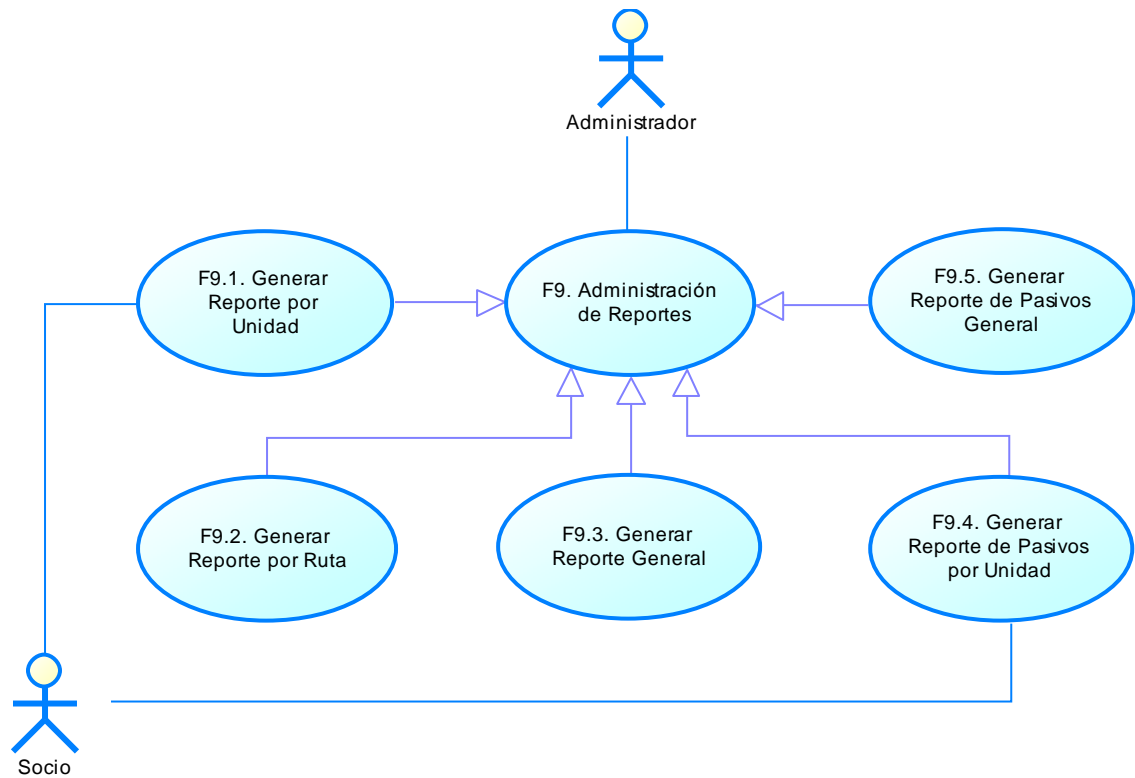 Administrador
F9.1. Generar
Reporte por
Unidad
F9. Administración
de Reportes
F9.5. Generar
Reporte de Pasivos
General
F9.2. Generar
Reporte por Ruta
F9.3. Generar
Reporte General
F9.4. Generar
Reporte de Pasivos
por Unidad
Socio